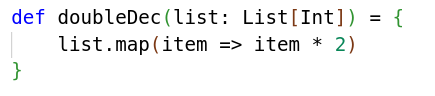 def doubleDec(list: List[Int]) = {
    list.map(item => item * 2)
}